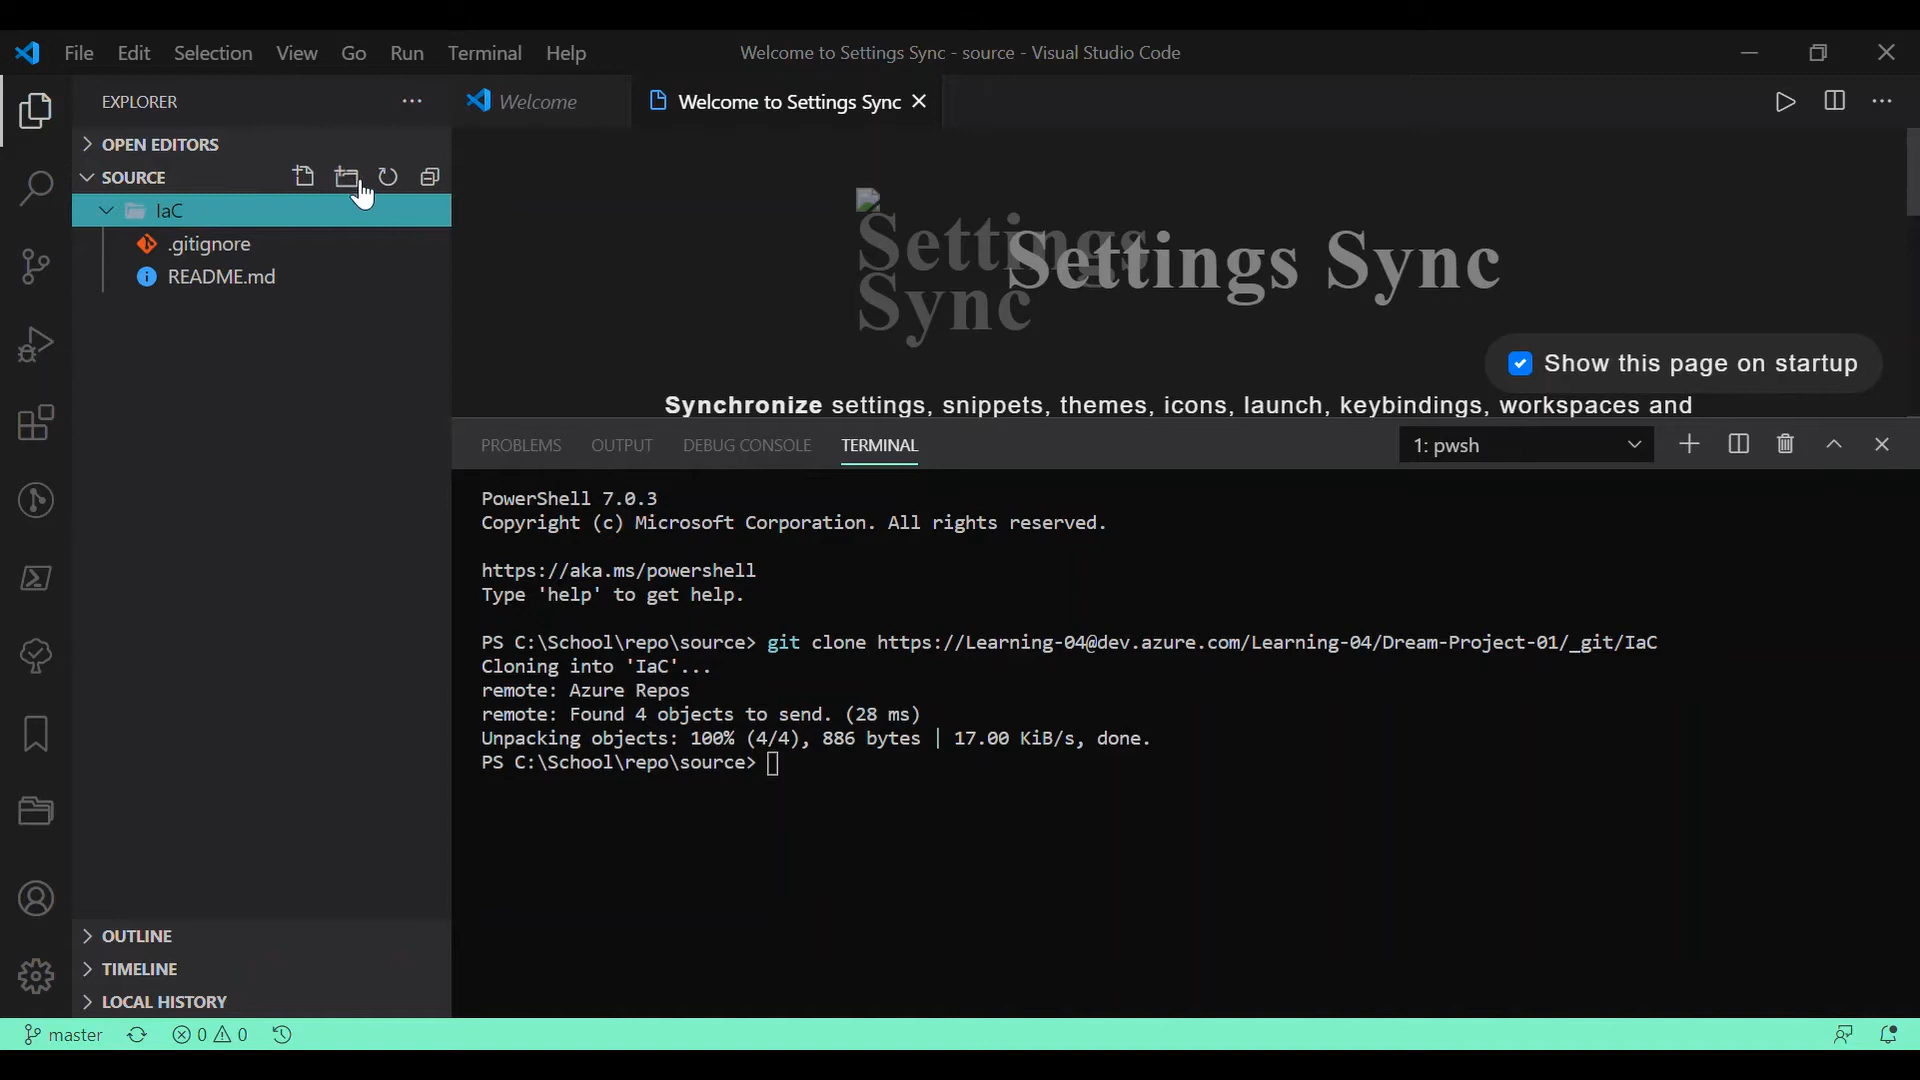 File Edit Selection View Go Run Terminal Help
Welcome to Settings Sync - source - Visual Studio Code
EXPLORER
OPEN EDITORS
SOURCE
IaC
.gitignore
README.md
OUTLINE
TIMELINE
LOCAL HISTORY
Welcome
Welcome to Settings Sync
Settings
Sync
Settings Sync
Show this page on startup
Synchronize settings, snippets, themes, icons, launch, keybindings, workspaces and
PROBLEMS OUTPUT DEBUG CONSOLE TERMINAL
1: pwsh
PowerShell 7.0.3
Copyright (c) Microsoft Corporation. All rights reserved.
https://aka.ms/powershell
Type 'help' to get help.
PS C:\School\repo\source> git clone https://Learning-04@dev.azure.com/Learning-04/Dream-Project-01/_git/IaC
Cloning into 'IaC'...
remote: Azure Repos
remote: Found 4 objects to send. (28 ms)
Unpacking objects: 100% (4/4), 886 bytes | 17.00 KiB/s, done.
PS C:\School\repo\source>
master 0 0